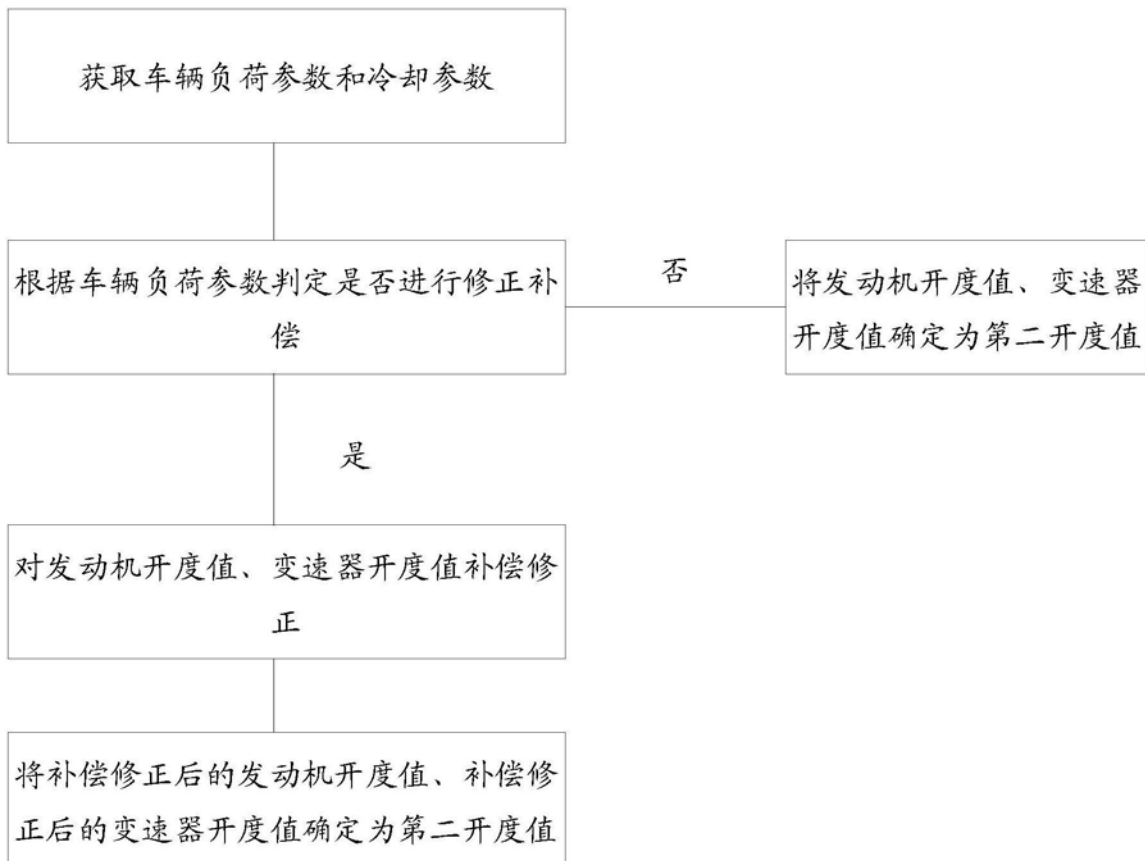 获取车辆负荷参数和冷却参数
根据车辆负荷参数判定是否进行修正补
偿
否
将发动机开度值、变速器
开度值确定为第二开度值
是
对发动机开度值、变速器开度值补偿修
正
将补偿修正后的发动机开度值、补偿修
正后的变速器开度值确定为第二开度值